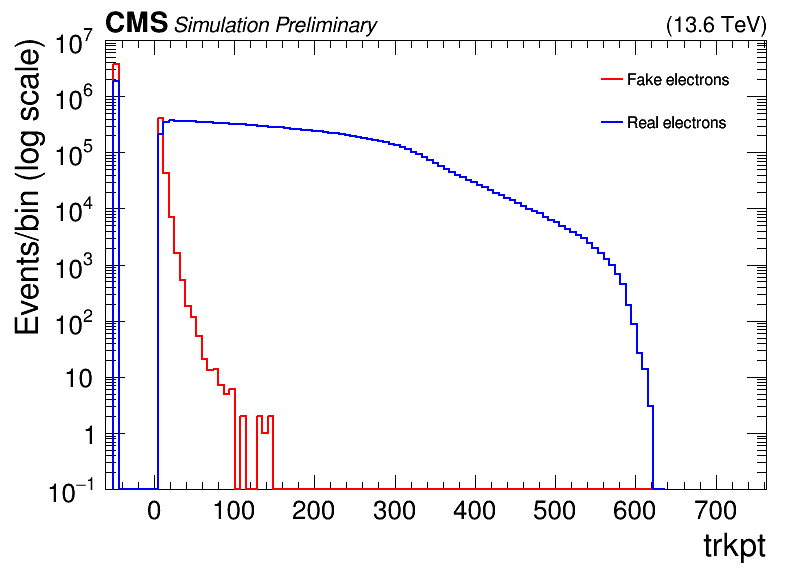 CMS Simulation Preliminary (13.6 TeV)
Events/bin (log scale)
10^7
10^6
10^5
10^4
10^3
10^2
10
1
10^−1
Fake electrons
Real electrons
0 100 200 300 400 500 600 700
trkpt